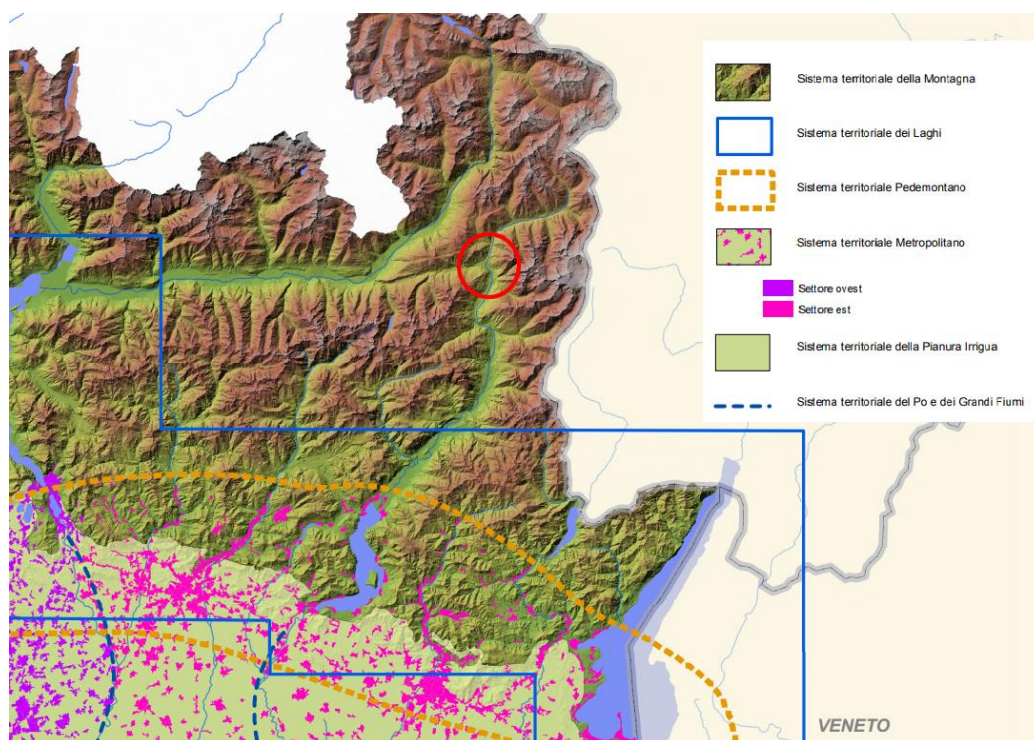 Sistema territoriale della Montagna
Sistema territoriale dei Laghi
Sistema territoriale Pedemontano
Sistema territoriale Metropolitano
Settore ovest
Settore est
Sistema territoriale della Pianura Irrigua
Sistema territoriale del Po e dei Grandi Fiumi
VENETO